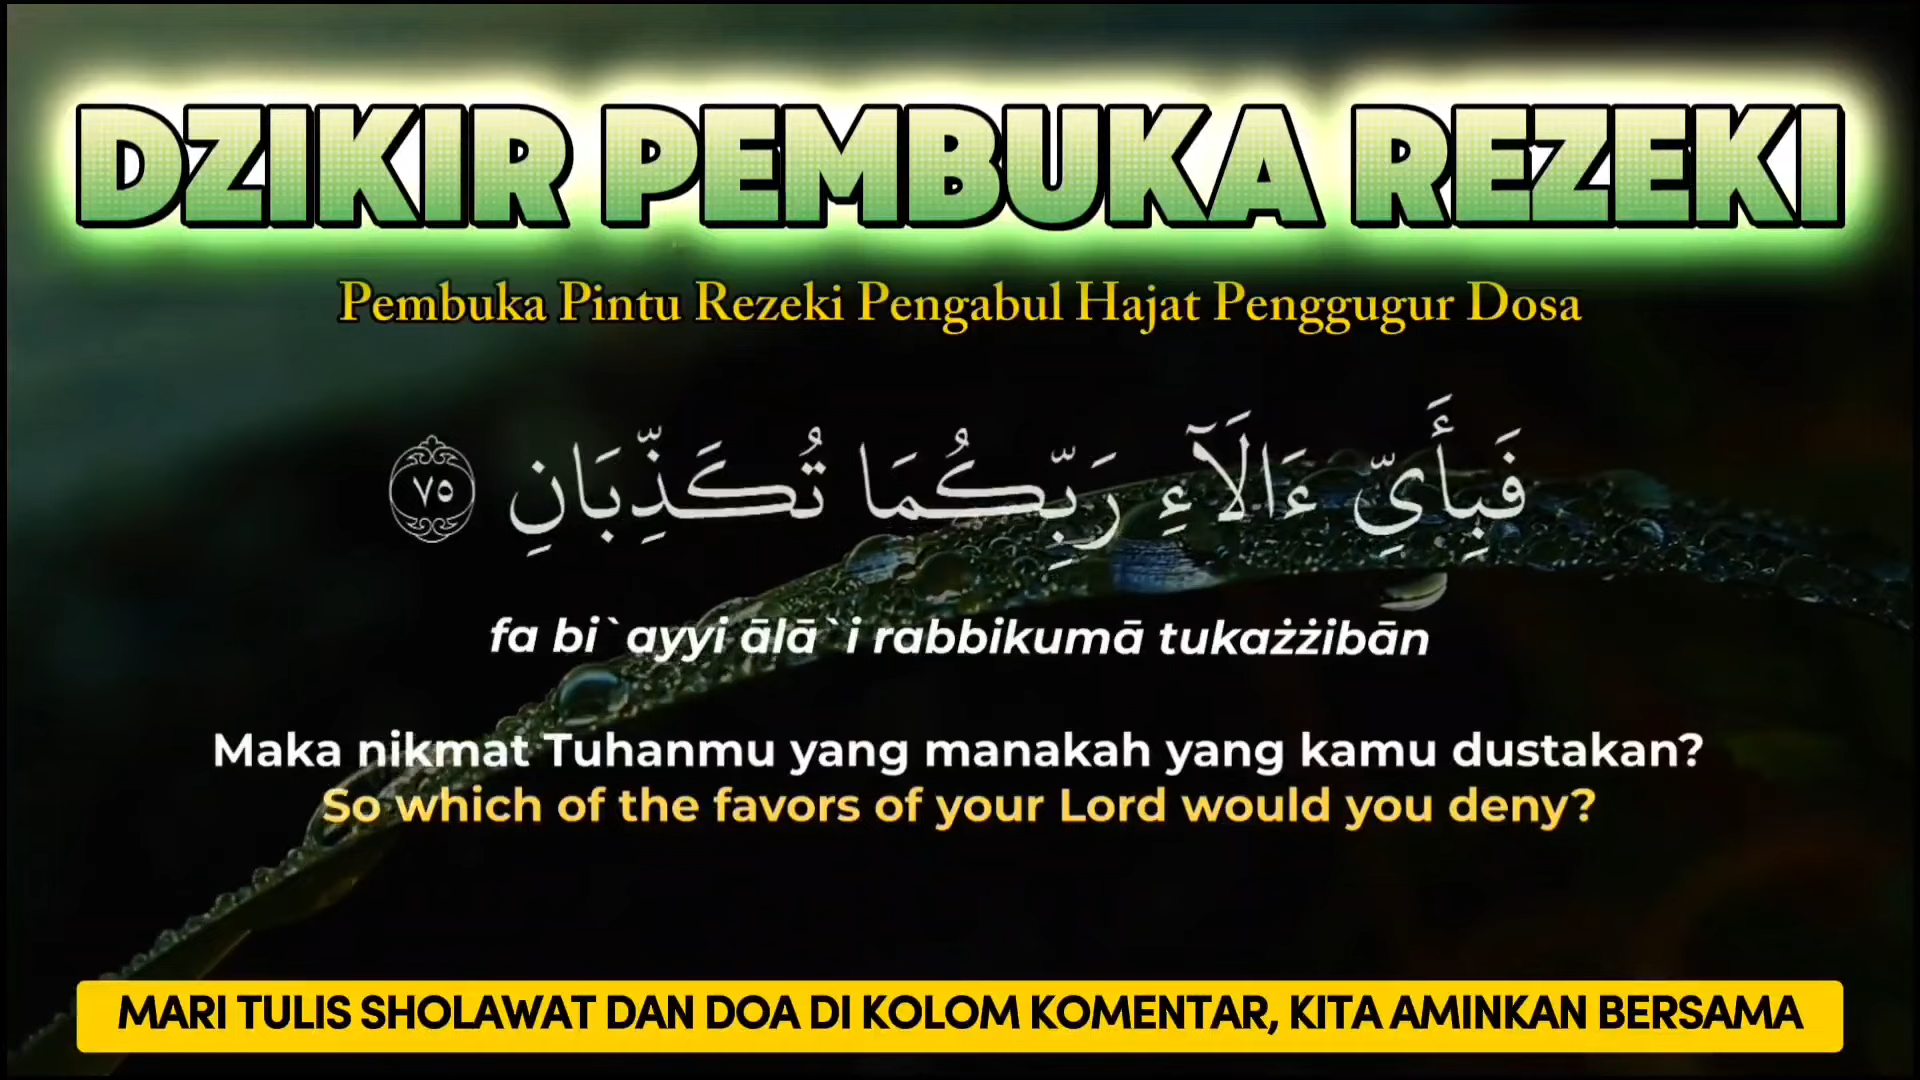 DZIKIR PEMBUKA REZEKI
Pembuka Pintu Rezeki Pengabul Hajat Penggugur Dosa
فَبِأَيِّ ءَالَآءِ رَبِّكُمَا تُكَذِّبَانِ ٧٥
fa bi`ayyi ālā`i rabbikumā tukażżibān
Maka nikmat Tuhanmu yang manakah yang kamu dustakan?
So which of the favors of your Lord would you deny?
MARI TULIS SHOLAWAT DAN DOA DI KOLOM KOMENTAR, KITA AMINKAN BERSAMA